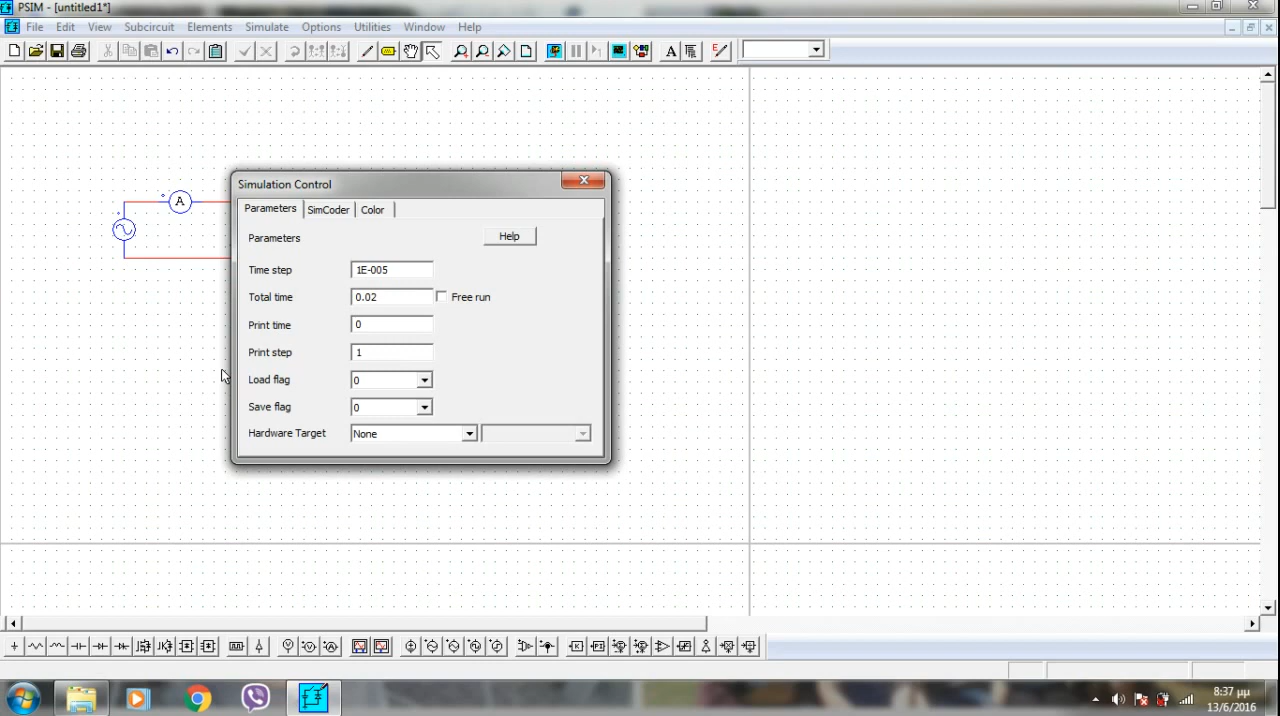 PSIM - [untitled1*]
File Edit View Subcircuit Elements Simulate Options Utilities Window Help
A
Simulation Control
Parameters SimCoder Color
Parameters Help
Time step 1E-005
Total time 0.02 Free run
Print time 0
Print step 1
Load flag 0
Save flag 0
Hardware Target None
A
8:37 μμ
13/6/2016